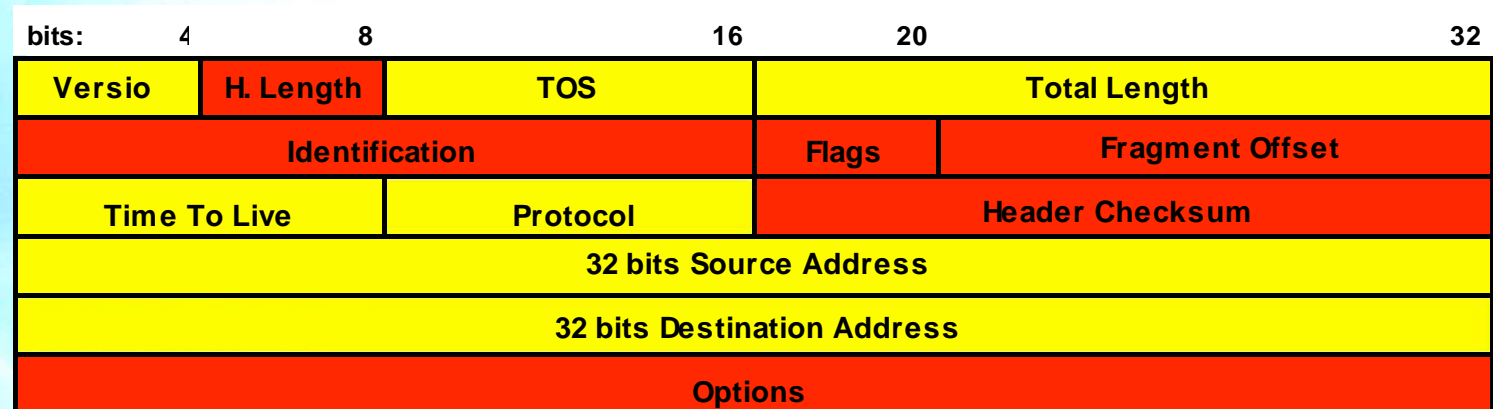 bits: 4 8 16 20 32
Versio H. Length TOS Total Length
Identification Flags Fragment Offset
Time To Live Protocol Header Checksum
32 bits Source Address
32 bits Destination Address
Options